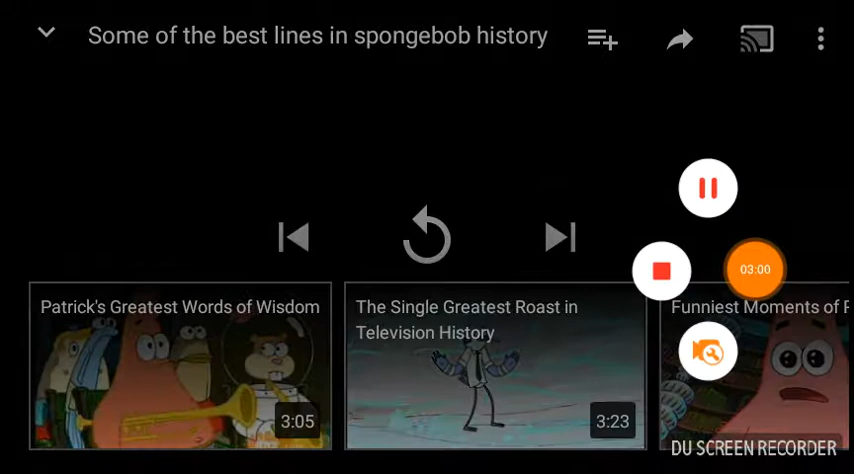 Some of the best lines in spongebob history
03:00
Patrick's Greatest Words of Wisdom
The Single Greatest Roast in
Television History
Funniest Moments of
3:05
3:23
DU SCREEN RECORDER